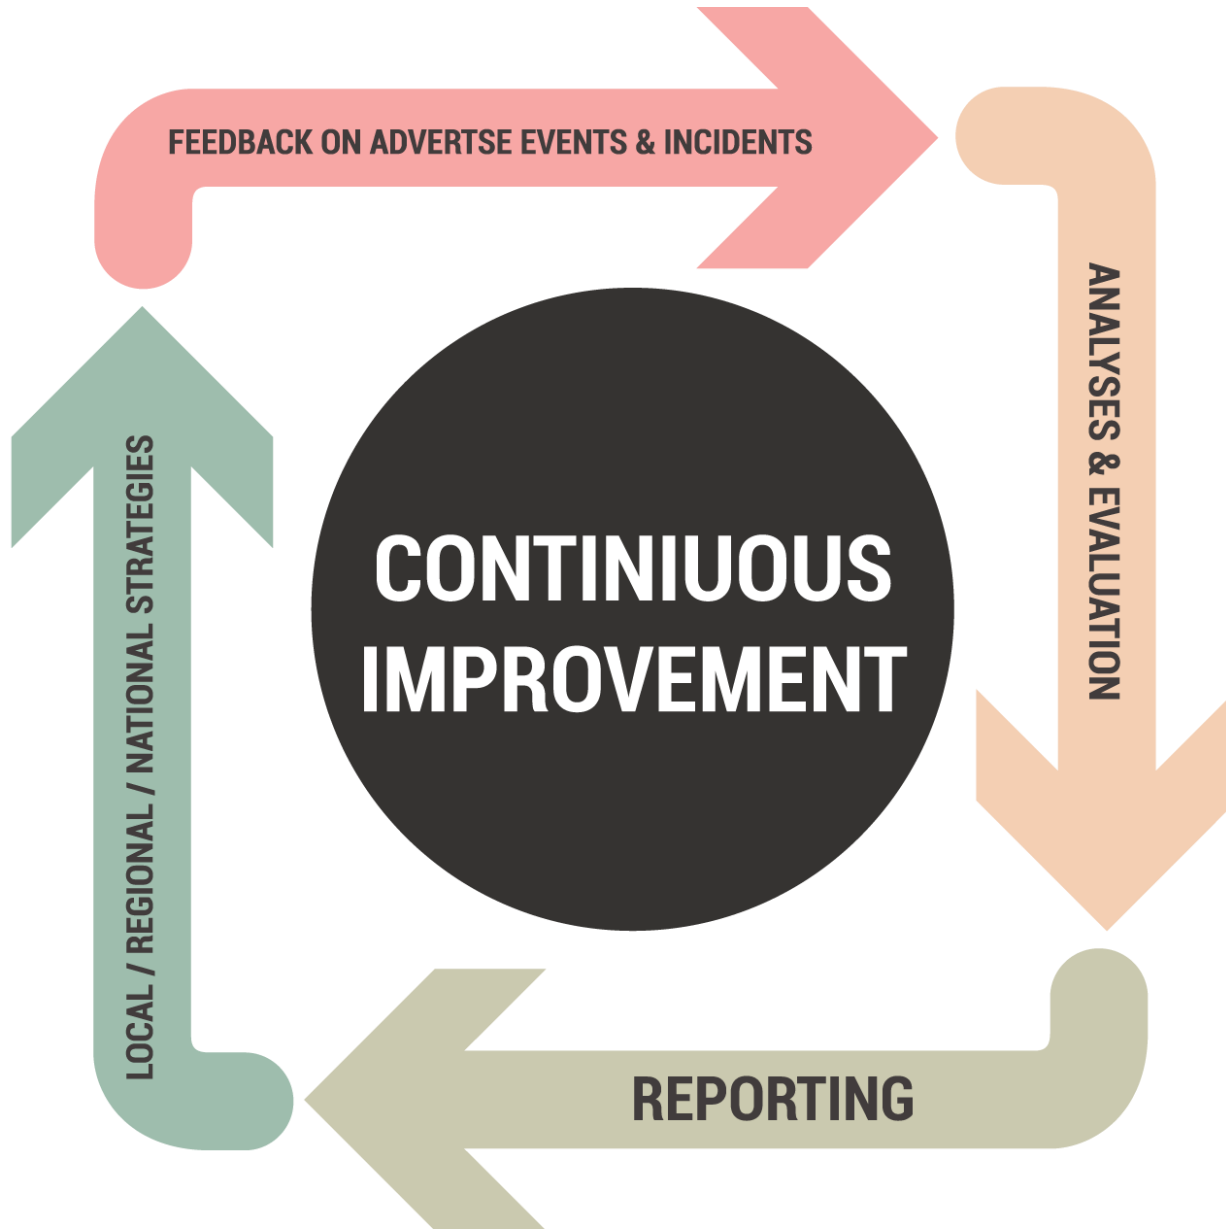 FEEDBACK ON ADVERTSE EVENTS & INCIDENTS
ANALYSES & EVALUATION
CONTINIUOUS
IMPROVEMENT
REPORTING
LOCAL / REGIONAL / NATIONAL STRATEGIES